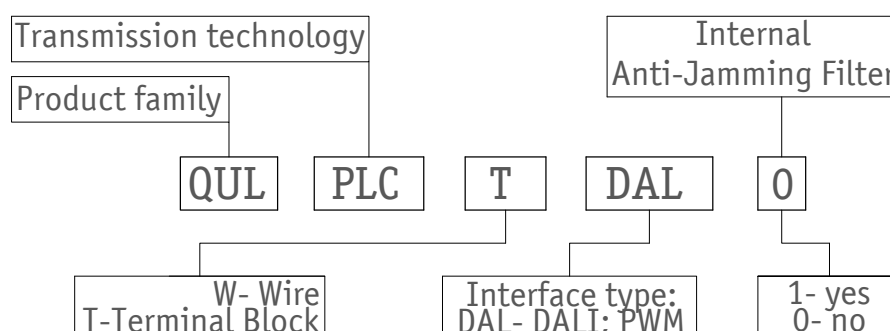 Transmission technology
Internal
Anti-Jamming Filter
Product family
QUL PLC T DAL 0
W- Wire
T-Terminal Block
Interface type:
DAL- DALI; PWM
1- yes
0- no